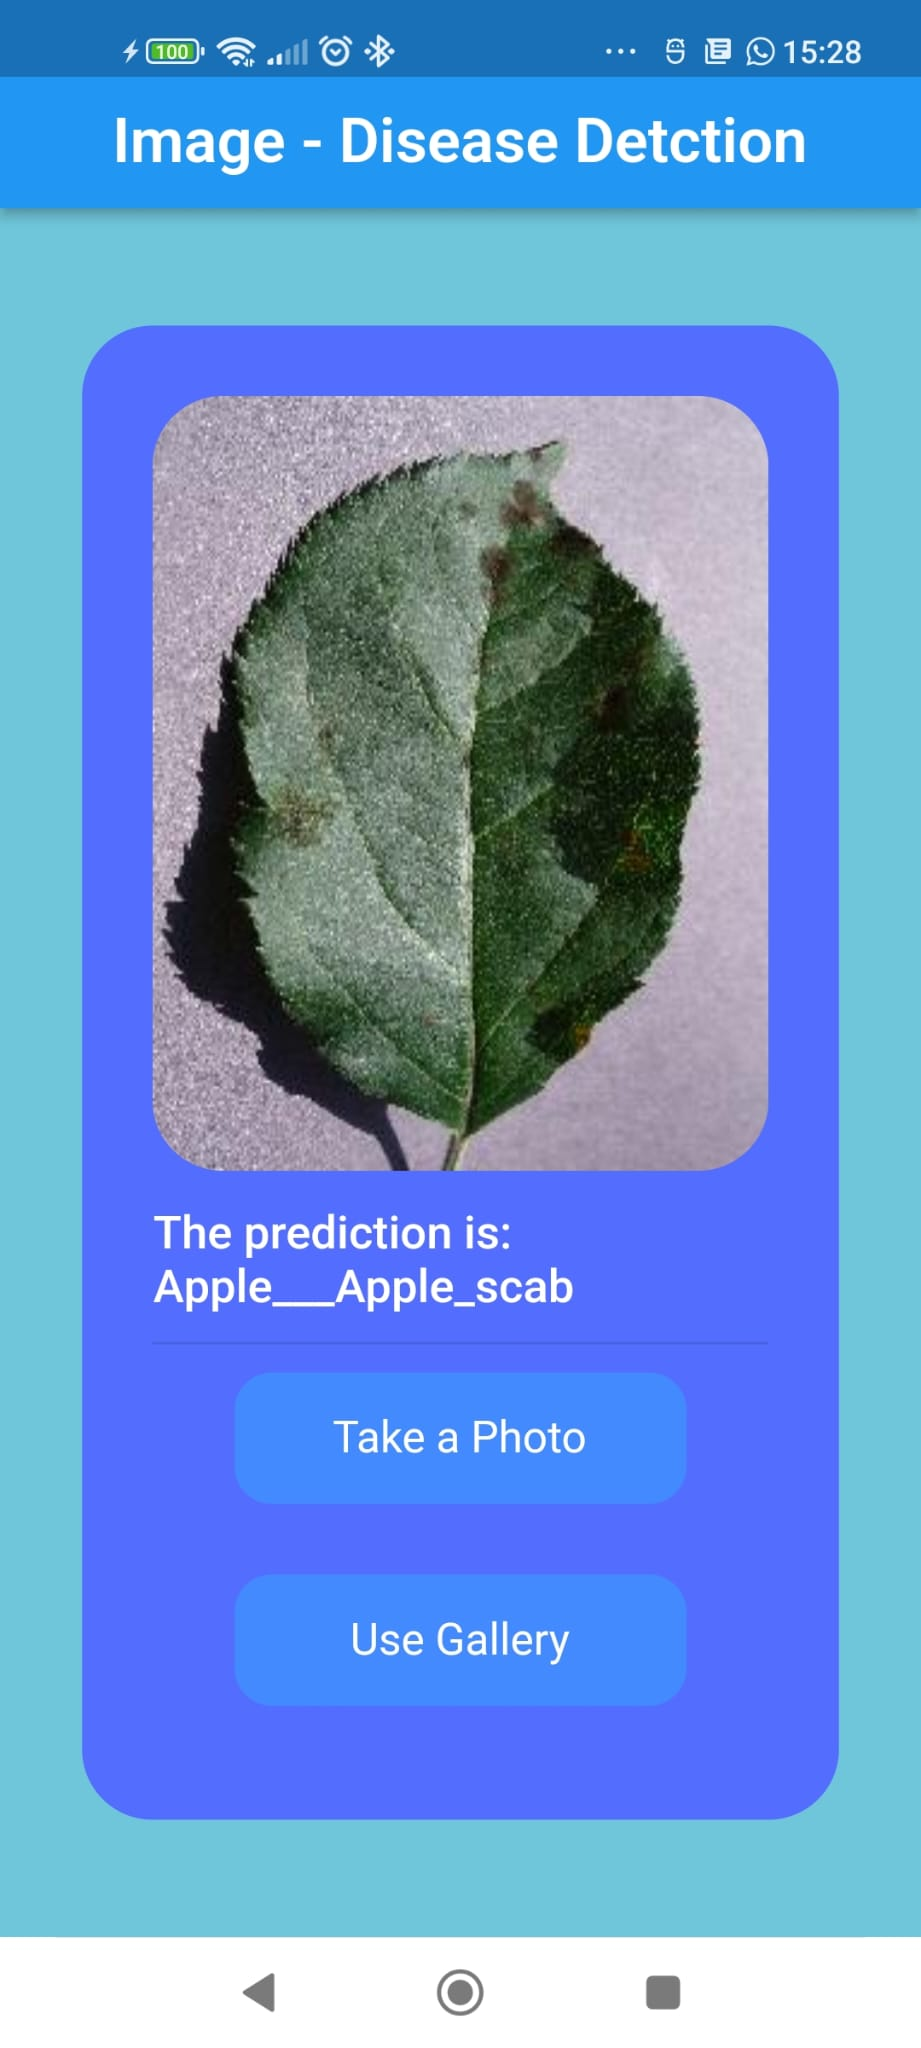 100 ... 15:28
Image - Disease Detction
The prediction is:
Apple___Apple_scab
Take a Photo
Use Gallery